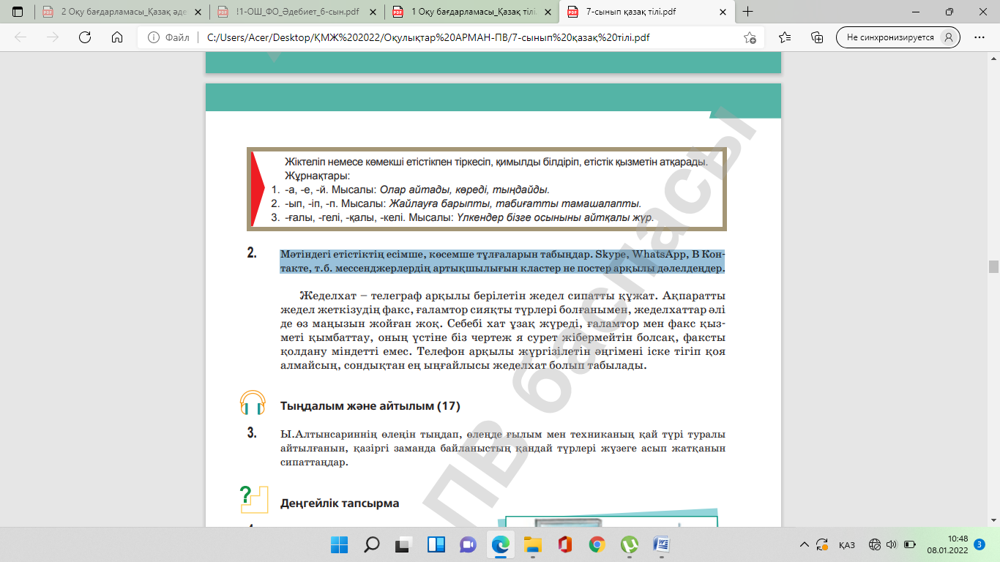 2 Оқу бағдарламасы_Қазақ әде
!1-ОШ_ФО_Әдебиет_6-сын.pdf
1 Оқу бағдарламасы_Қазақ тілі
7-сынып қазақ тілі.pdf
Файл
C:/Users/Acer/Desktop/ҚМЖ%202022/Оқулықтар%20АРМАН-ПВ/7-сынып%20қазақ%20тілі.pdf
Не синхронизируется
Жіктеліп немесе көмекші етістікпен тіркесіп, қимылды білдіріп, етістік қызметін атқарады.
Жұрнақтары:
1. -а, -е, -й. Мысалы: Олар айтады, көреді, тыңдайды.
2. -ып, -іп, -п. Мысалы: Жайлауға барыпты, табиғатты тамашалапты.
3. -ғалы, -гелі, -қалы, -келі. Мысалы: Үлкендер бізге осыныны айтқалы жүр.
2. Мәтіндегі етістіктің есімше, көсемше тұлғаларын табыңдар. Skype, WhatsApp, В Кон-
такте, т.б. мессенджерлердің артықшылығын кластер не постер арқылы дәлелдеңдер.
Жеделхат – телеграф арқылы берілетін жедел сипатты құжат. Ақпаратты
жедел жеткізудің факс, ғаламтор сияқты түрлері болғанымен, жеделхаттар әлі
де өз маңызын жойған жоқ. Себебі хат ұзақ жүреді, ғаламтор мен факс қыз-
меті қымбаттау, оның үстіне біз чертеж я сурет жібермейтін болсақ, факсты
қолдану міндетті емес. Телефон арқылы жүргізілетін әңгімені іске тігіп қоя
алмайсың, сондықтан ең ыңғайлысы жеделхат болып табылады.
Тыңдалым және айтылым (17)
3. Ы.Алтынсариннің өлеңін тыңдап, өлеңде ғылым мен техниканың қай түрі туралы
айтылғанын, қазіргі заманда байланыстың қандай түрлері жүзеге асып жатқанын
сипаттаңдар.
?
Деңгейлік тапсырма
ПВ баспасы
ҚАЗ
10:48
08.01.2022
3